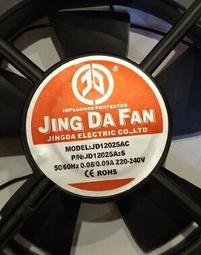 IMPEDANCE PROTECTED
JING DA FAN
JINGDA ELECTRIC CO.,LTD
MODEL:JD12025AC
P/N:JD12025A2S
50/60Hz 0.08/0.09A 220-240V
CE ROHS